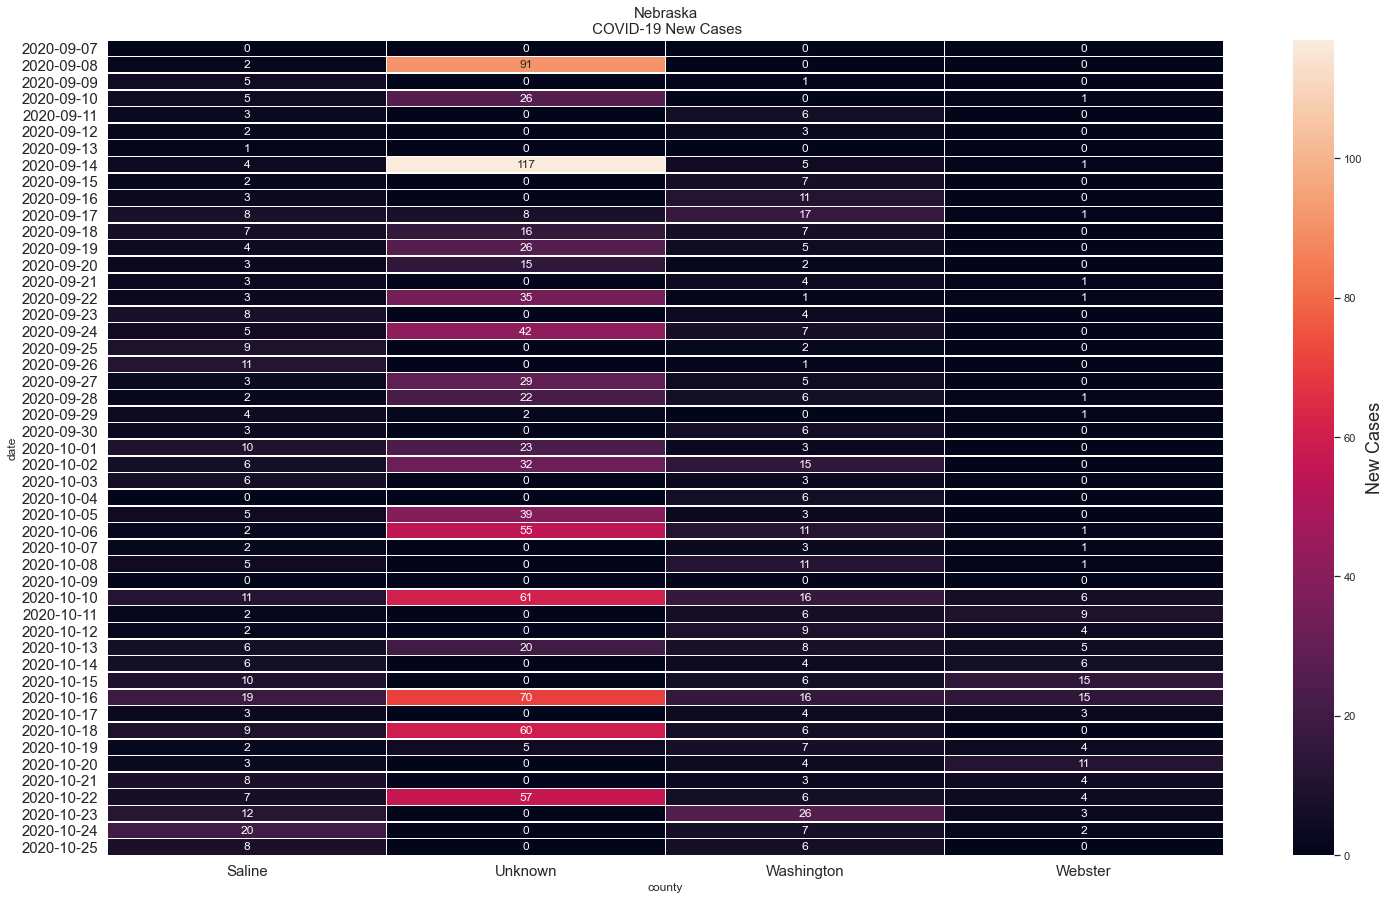 Nebraska
COVID-19 New Cases
2020-09-07 0 0 0 0
2020-09-08 2 91 0 0
2020-09-09 5 0 1 0
2020-09-10 5 26 0 1
2020-09-11 3 0 6 0
2020-09-12 2 0 3 0
2020-09-13 1 0 0 0
2020-09-14 4 117 5 1
2020-09-15 2 0 7 0
2020-09-16 3 0 11 0
2020-09-17 8 8 17 1
2020-09-18 7 16 7 0
2020-09-19 4 26 5 0
2020-09-20 3 15 2 0
2020-09-21 3 0 4 1
2020-09-22 3 35 1 1
2020-09-23 8 0 4 0
2020-09-24 5 42 7 0
2020-09-25 9 0 2 0
2020-09-26 11 0 1 0
2020-09-27 3 29 5 0
2020-09-28 2 22 6 1
2020-09-29 4 2 0 1
2020-09-30 3 0 6 0
2020-10-01 10 23 3 0
2020-10-02 6 32 15 0
2020-10-03 6 0 3 0
2020-10-04 0 0 6 0
2020-10-05 5 39 3 0
2020-10-06 2 55 11 1
2020-10-07 2 0 3 1
2020-10-08 5 0 11 1
2020-10-09 0 0 0 0
2020-10-10 11 61 16 6
2020-10-11 2 0 6 9
2020-10-12 2 0 9 4
2020-10-13 6 20 8 5
2020-10-14 6 0 4 6
2020-10-15 10 0 6 15
2020-10-16 19 70 16 15
2020-10-17 3 0 4 3
2020-10-18 9 60 6 0
2020-10-19 2 5 7 4
2020-10-20 3 0 4 11
2020-10-21 8 0 3 4
2020-10-22 7 57 6 4
2020-10-23 12 0 26 3
2020-10-24 20 0 7 2
2020-10-25 8 0 6 0
date
Saline Unknown Washington Webster
county
100
80
60
40
20
0
New Cases